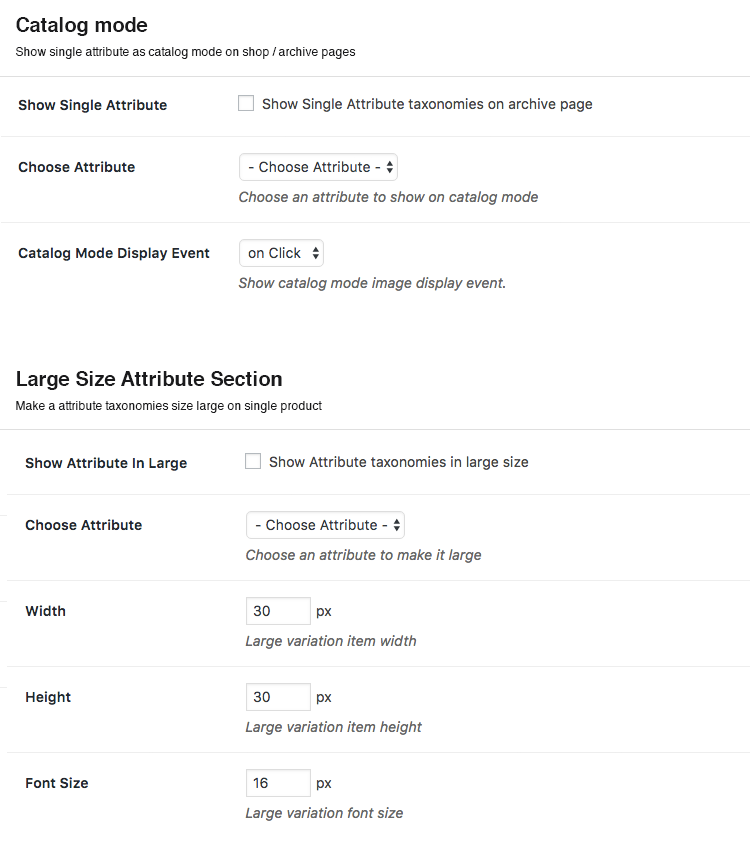 Catalog mode
Show single attribute as catalog mode on shop / archive pages
Show Single Attribute
Show Single Attribute taxonomies on archive page
Choose Attribute
- Choose Attribute -
Choose an attribute to show on catalog mode
Catalog Mode Display Event
on Click
Show catalog mode image display event.
Large Size Attribute Section
Make a attribute taxonomies size large on single product
Show Attribute In Large
Show Attribute taxonomies in large size
Choose Attribute
- Choose Attribute -
Choose an attribute to make it large
Width
30 px
Large variation item width
Height
30 px
Large variation item height
Font Size
16 px
Large variation font size